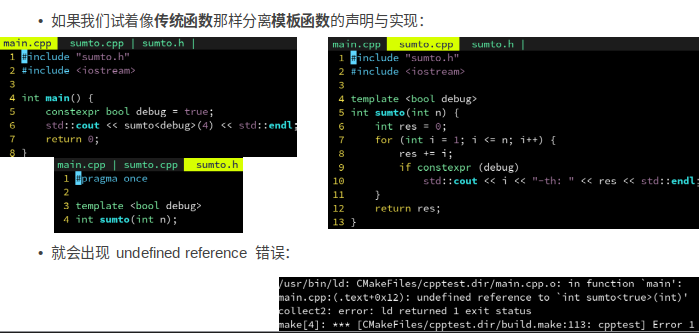 • 如果我们试着像传统函数那样分离模板函数的声明与实现：
main.cpp | sumto.cpp | sumto.h |
1 #include "sumto.h"
2 #include <iostream>
3
4 int main() {
5     constexpr bool debug = true;
6     std::cout << sumto<debug>(4) << std::endl;
7     return 0;
8 }
main.cpp | sumto.cpp | sumto.h
1 #pragma once
2
3 template <bool debug>
4 int sumto(int n);
main.cpp  sumto.cpp  sumto.h |
1 #include "sumto.h"
2 #include <iostream>
3
4 template <bool debug>
5 int sumto(int n) {
6     int res = 0;
7     for (int i = 1; i <= n; i++) {
8         res += i;
9         if constexpr (debug)
10             std::cout << i << "-th: " << res << std::endl;
11     }
12     return res;
13 }
• 就会出现 undefined reference 错误：
/usr/bin/ld: CMakeFiles/cpptest.dir/main.cpp.o: in function `main':
main.cpp:(.text+0x12): undefined reference to `int sumto<true>(int)'
collect2: error: ld returned 1 exit status
make[4]: *** [CMakeFiles/cpptest.dir/build.make:113: cpptest] Error 1